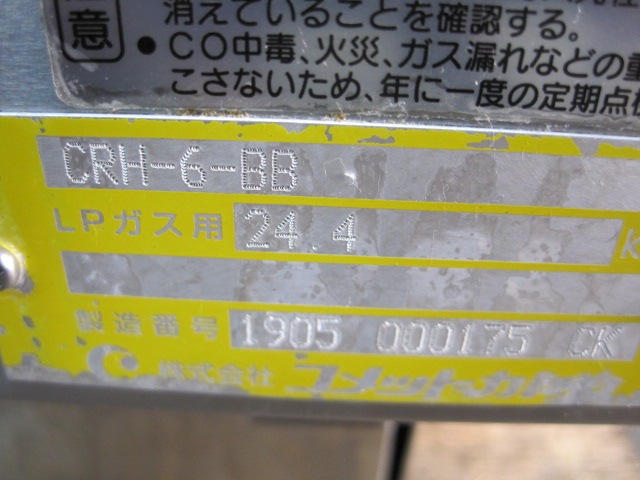 意
消えていることを確認する。
●CO中毒、火災、ガス漏れなどの重
こさないため、年に一度の定期点検
CRH-6-BB
LPガス用 24.4 k
製造番号 1905 000175 CK
株式会社 コメットカトウ